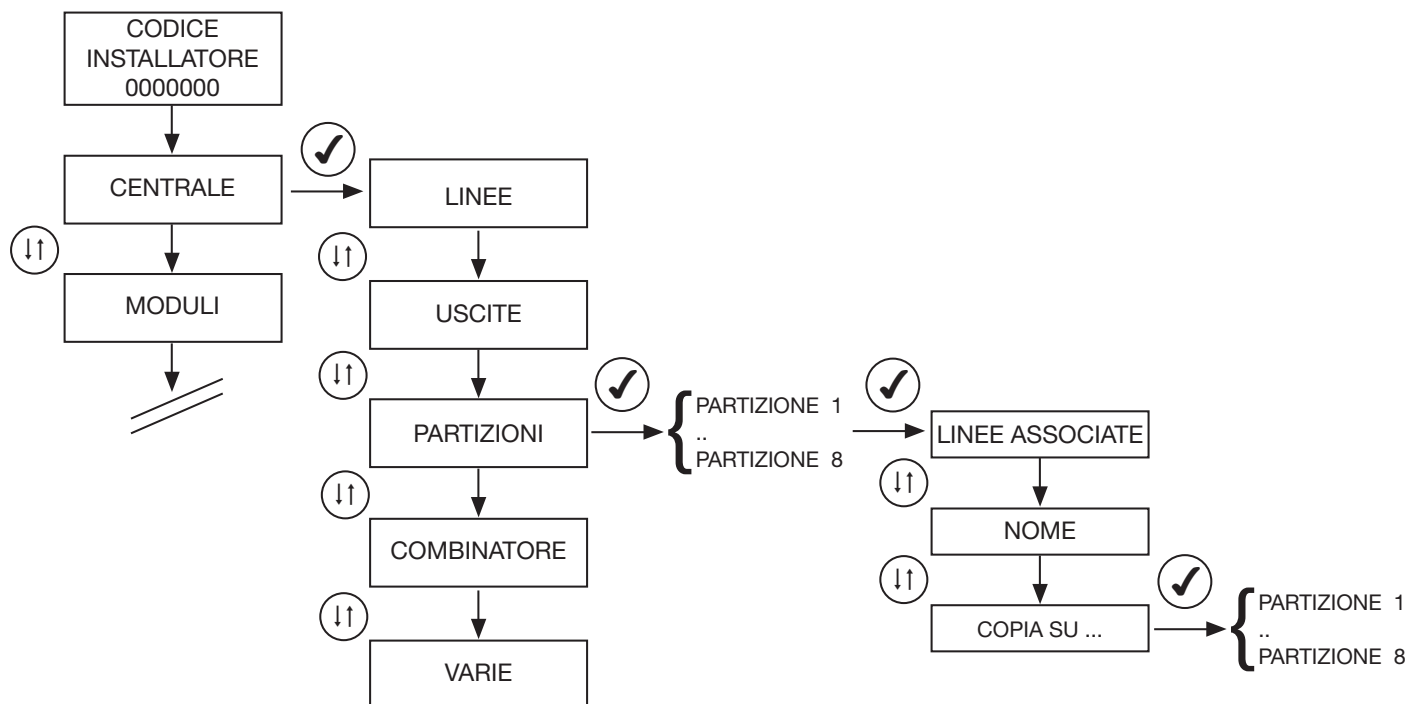 CODICE
INSTALLATORE
0000000
CENTRALE
MODULI
LINEE
USCITE
PARTIZIONI
COMBINATORE
VARIE
PARTIZIONE 1
..
PARTIZIONE 8
LINEE ASSOCIATE
NOME
COPIA SU ...
PARTIZIONE 1
..
PARTIZIONE 8